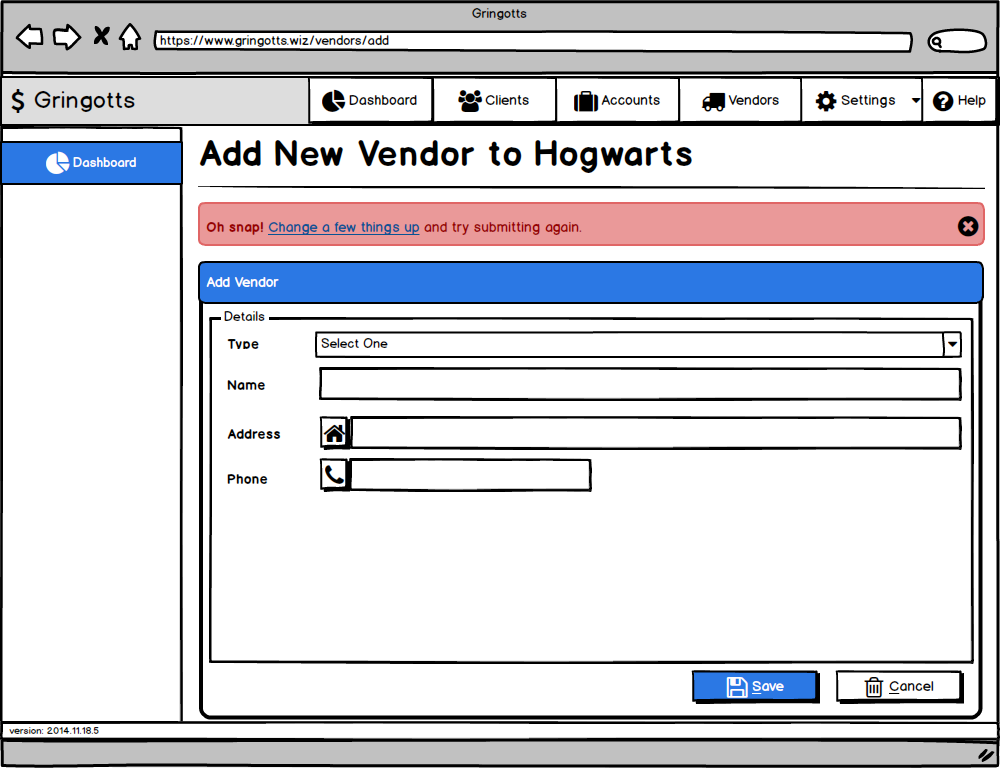 Gringotts
https://www.gringotts.wiz/vendors/add
$ Gringotts
Dashboard
Clients
Accounts
Vendors
Settings
Help
Dashboard
Add New Vendor to Hogwarts
Oh snap! Change a few things up and try submitting again.
Add Vendor
Details
Type
Select One
Name
Address
Phone
Save
Cancel
version: 2014.11.18.5